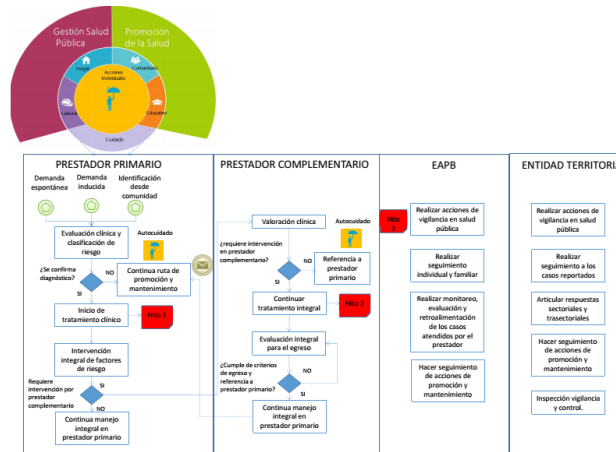 Gestión Salud
Pública
Promoción
de la Salud
Hogar
Comunitario
Acciones
Individuales
Laboral
Educativo
Cuidado
PRESTADOR PRIMARIO
PRESTADOR COMPLEMENTARIO
EAPB
ENTIDAD TERRITORIA
Demanda
espontánea
Demanda
inducida
Identificación
desde
comunidad
Evaluación clínica y
clasificación de
riesgo
Autocuidado
¿Se confirma
diagnóstico?
NO
Continua ruta de
promoción y
mantenimiento
SI
Inicio de
tratamiento clínico
Hito 1
Intervención
integral de factores
de riesgo
Requiere
intervención por
prestador
complementario
SI
NO
Continua manejo
integral en
prestador primario
Valoración clínica
Autocuidado
¿requiere intervención
en prestador
complementario?
NO
Referencia a
prestador
primario
SI
Continuar
tratamiento integral
Hito 2
Evaluación integral
para el egreso
¿Cumple de criterios
de egreso y
referencia a
prestador primario?
NO
SI
Continua manejo
integral en
prestador primario
Hito
3
Realizar acciones de
vigilancia en salud
pública
Realizar
seguimiento
individual y familiar
Realizar monitoreo,
evaluación y
retroalimentación
de los casos
atendidos por el
prestador
Hacer seguimiento
de acciones de
promoción y
mantenimiento
Realizar acciones de
vigilancia en salud
pública
Realizar
seguimiento a los
casos reportados
Articular respuestas
sectoriales y
trasectoriales
Hacer seguimiento
de acciones de
promoción y
mantenimiento
Inspección vigilancia
y control.